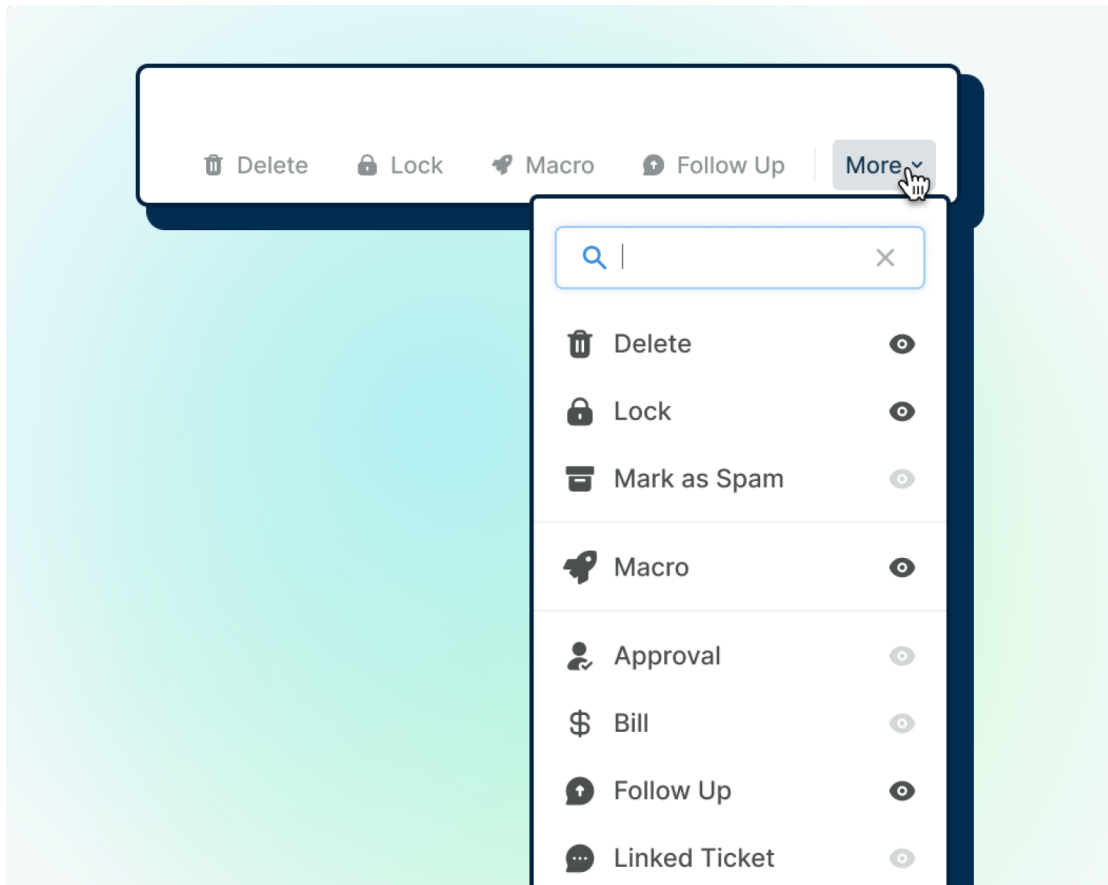 Delete Lock Macro Follow Up More
Delete
Lock
Mark as Spam
Macro
Approval
Bill
Follow Up
Linked Ticket